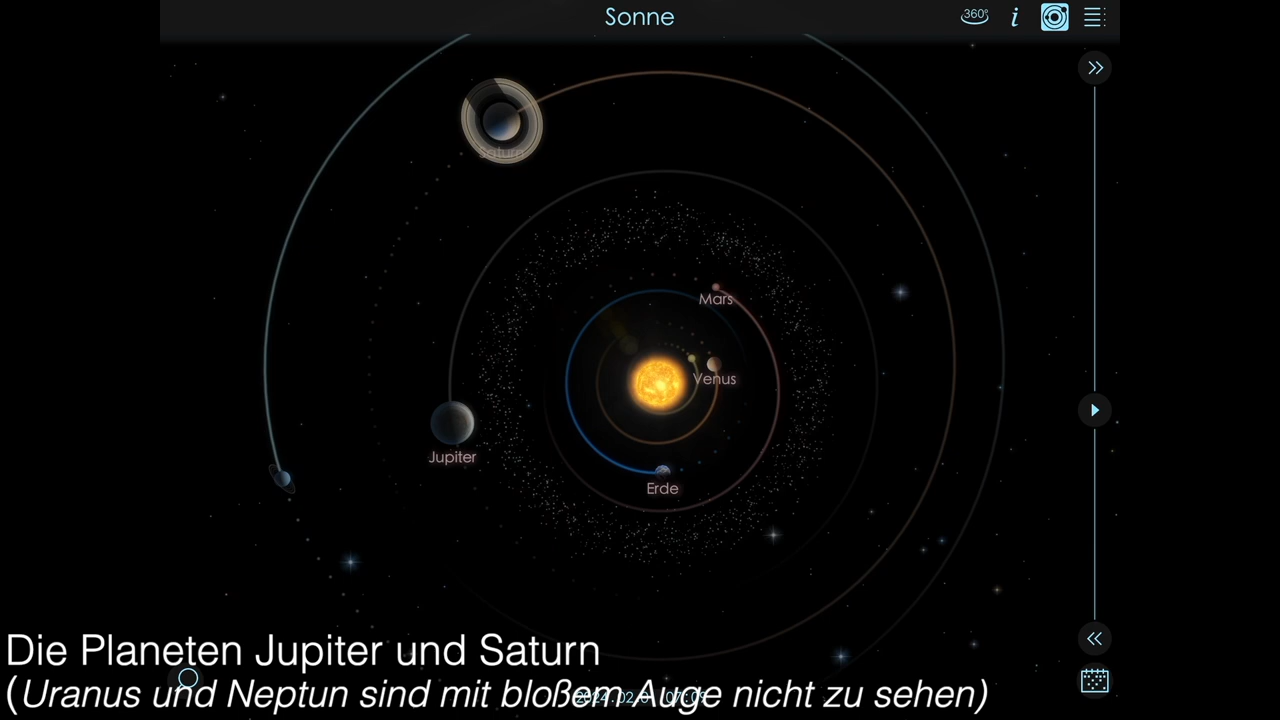 Sonne
360°
i
Saturn
Mars
Venus
Jupiter
Erde
Die Planeten Jupiter und Saturn
(Uranus und Neptun sind mit bloßem Auge nicht zu sehen)